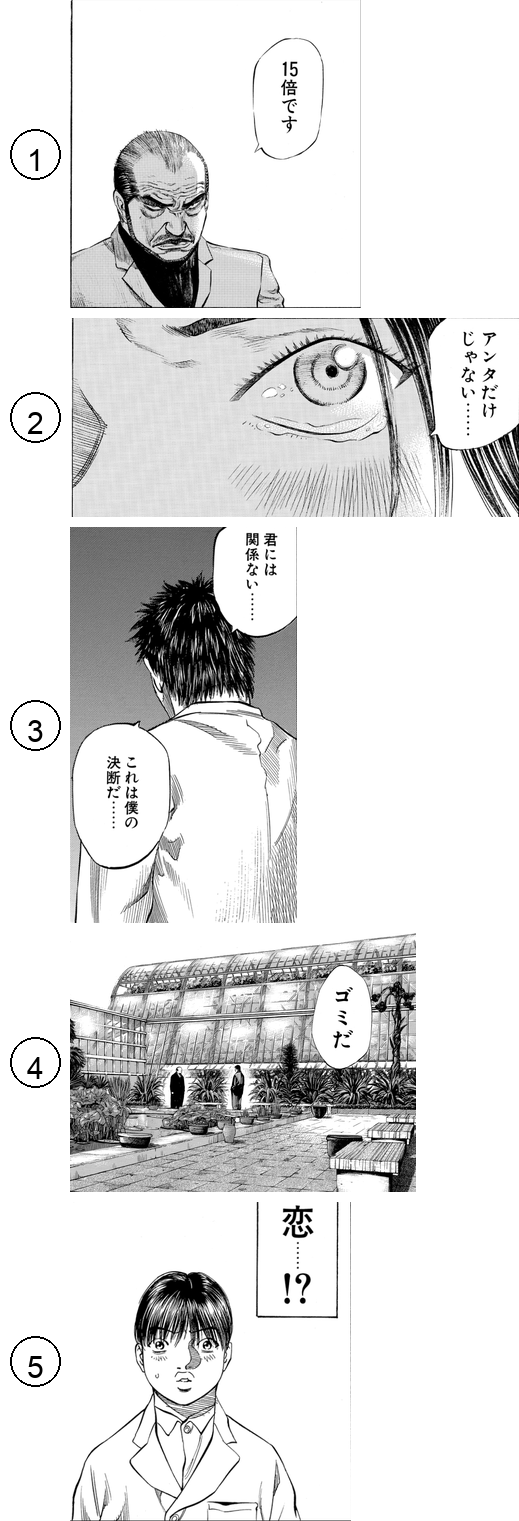 1
15倍です
2
アンタだけ
じゃない……
3
君には
関係ない……
これは僕の
決断だ……
4
ゴミだ
5
恋……!?